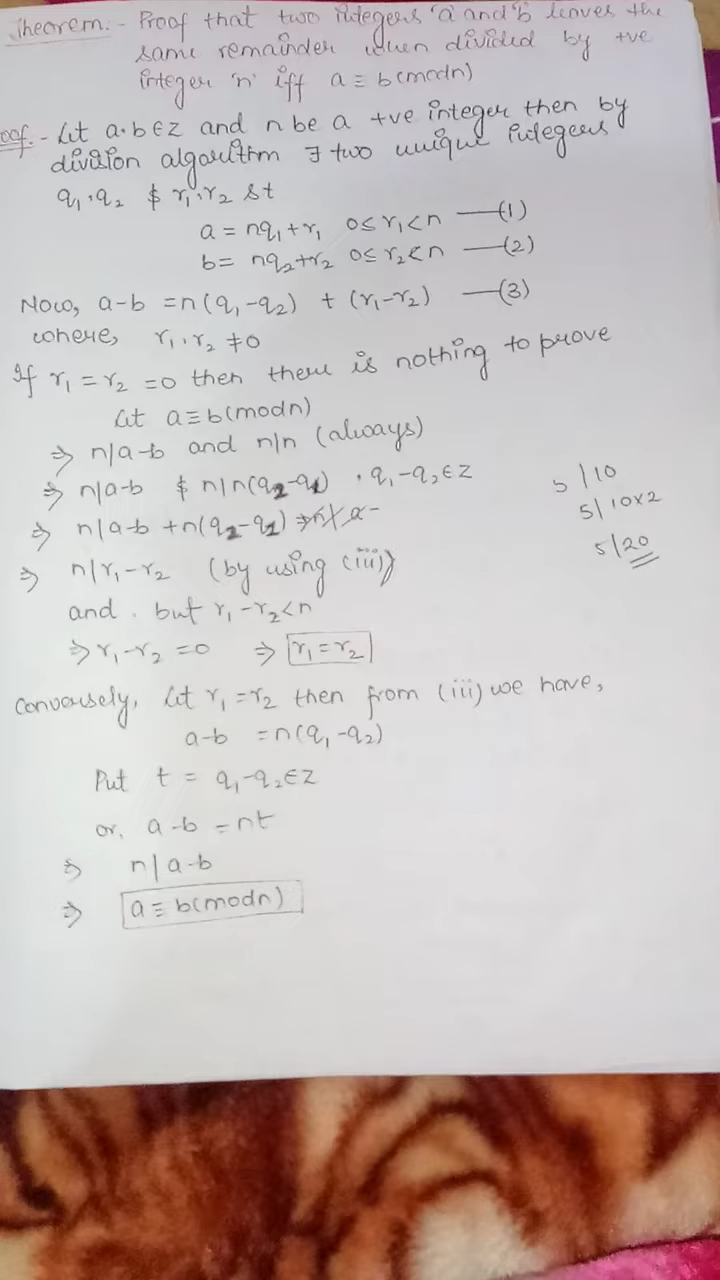 Theorem. - Proof that two integers 'a' and 'b' leaves the
same remainder when divided by +ve
integer 'n' iff a ≡ b(modn)
oof. - Let a.b ∈ Z and n be a +ve integer then by
division algorithm ∃ two unique integers
q₁,q₂ $ r₁,r₂ st
a = nq₁+r₁ 0≤r₁<n —(1)
b = nq₂+r₂ 0≤r₂<n —(2)
Now, a-b = n(q₁-q₂) + (r₁-r₂) —(3)
where, r₁.r₂ ≠0
If r₁ = r₂ = 0 then there is nothing to prove
Let a≡b(modn)
⇒ n/a-b and n/n (always)
⇒ n/a-b $ n/n(q₂-q₁) , q₁-q₂∈Z
5/10
⇒ n/a-b +n(q₂-q₁) ⇒n/a-
5/10×2
⇒ n/r₁-r₂ (by using (iii))
5/20
and . but r₁-r₂<n
⇒ r₁-r₂ =0 ⇒ r₁=r₂
Conversely, Let r₁=r₂ then from (iii) we have,
a-b = n(q₁-q₂)
Put t = q₁-q₂∈Z
or, a-b = nt
⇒ n/a-b
⇒ a ≡ b(modn)